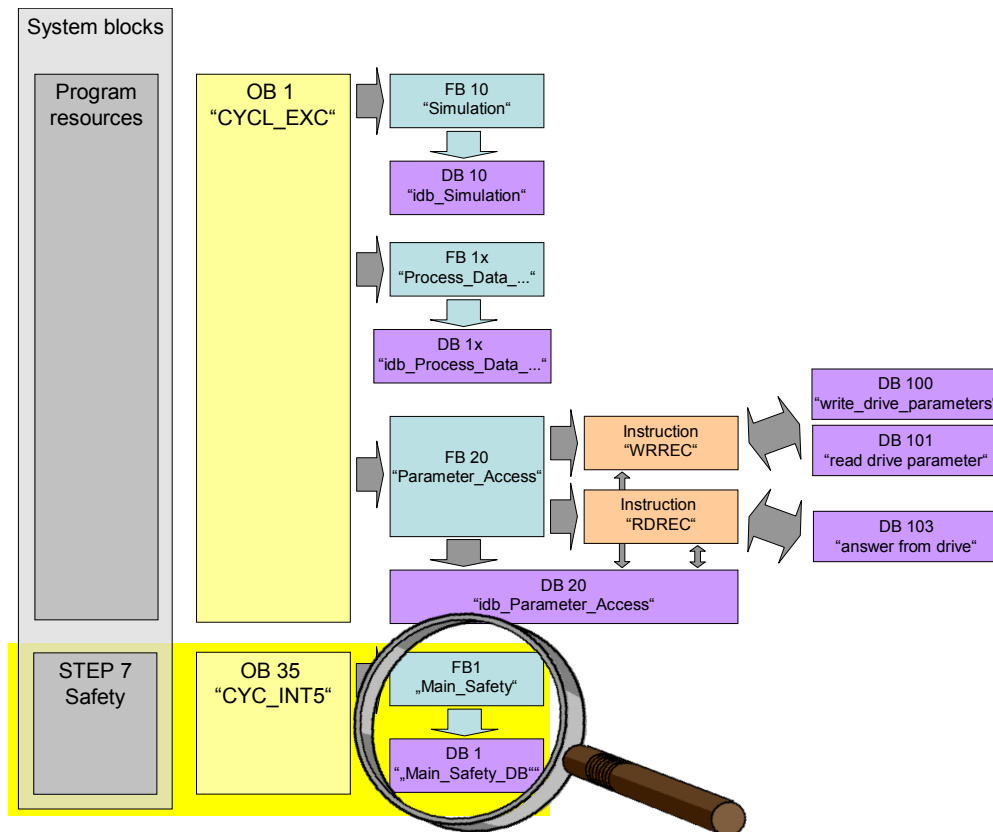 System blocks
Program
resources
OB 1
“CYCL_EXC“
FB 10
“Simulation“
DB 10
“idb_Simulation“
FB 1x
“Process_Data_...“
DB 1x
“idb_Process_Data_...“
FB 20
“Parameter_Access“
Instruction
“WRREC“
Instruction
“RDREC“
DB 100
“write_drive_parameters“
DB 101
“read drive parameter“
DB 103
“answer from drive“
DB 20
“idb_Parameter_Access“
STEP 7
Safety
OB 35
“CYC_INT5“
FB1
„Main_Safety“
DB 1
“„Main_Safety_DB““